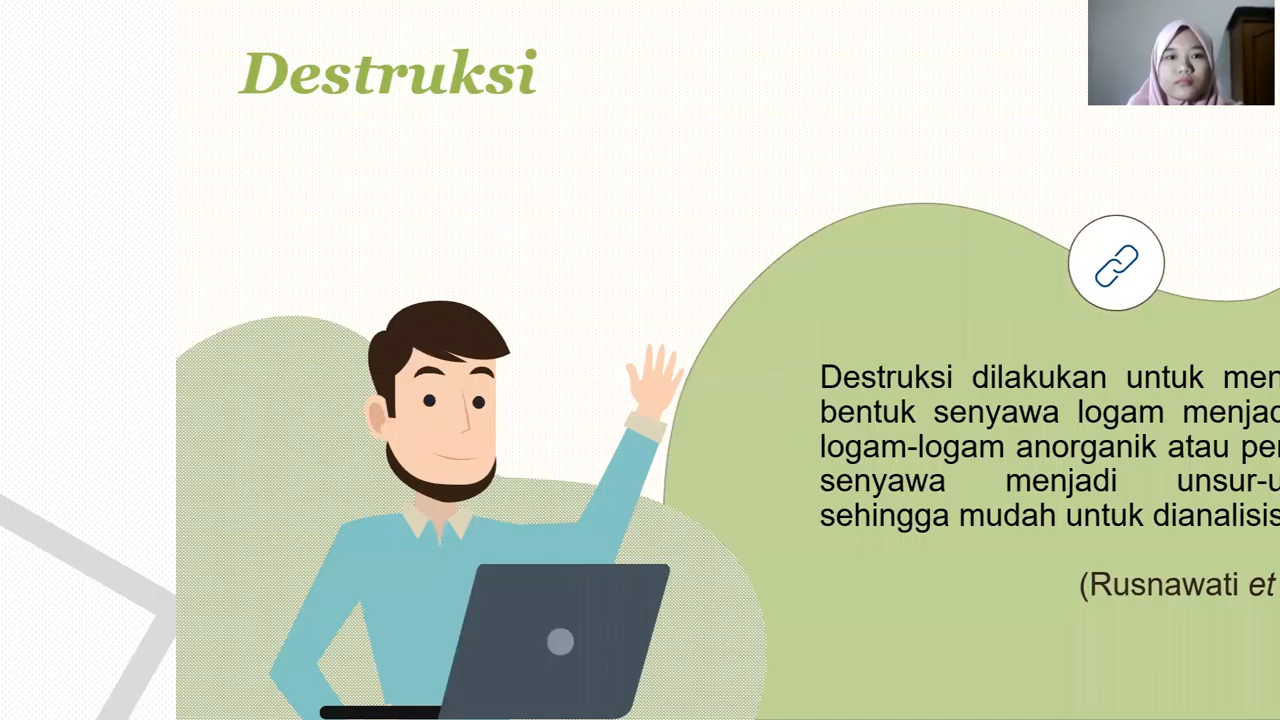 Destruksi
Destruksi dilakukan untuk men
bentuk senyawa logam menjad
logam-logam anorganik atau per
senyawa menjadi unsur-u
sehingga mudah untuk dianalisis
(Rusnawati et